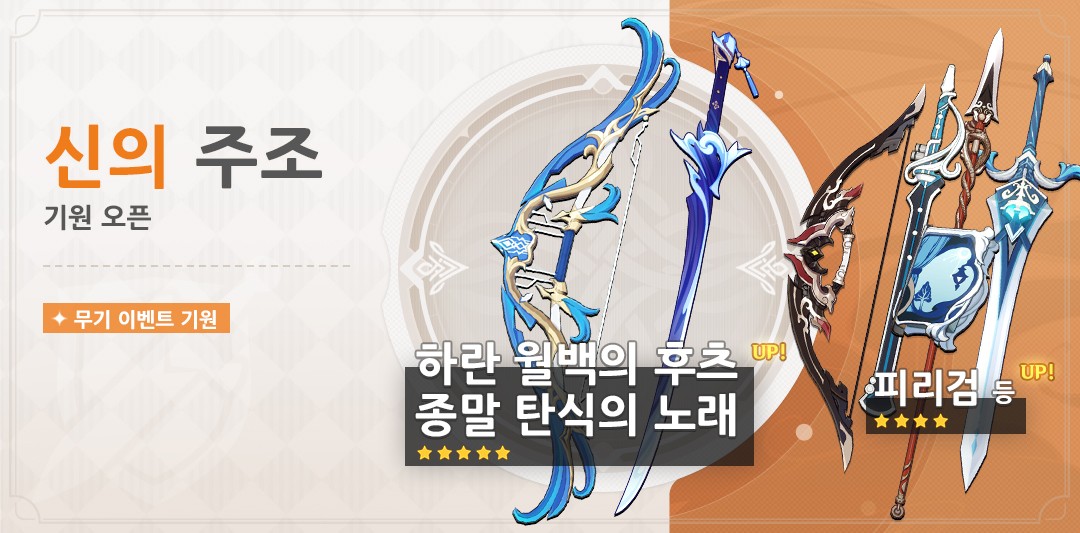 신의 주조
기원 오픈
✦ 무기 이벤트 기원
하란 월백의 후츠 UP!
종말 탄식의 노래
★★★★★
·피리검 등 UP!
★★★★